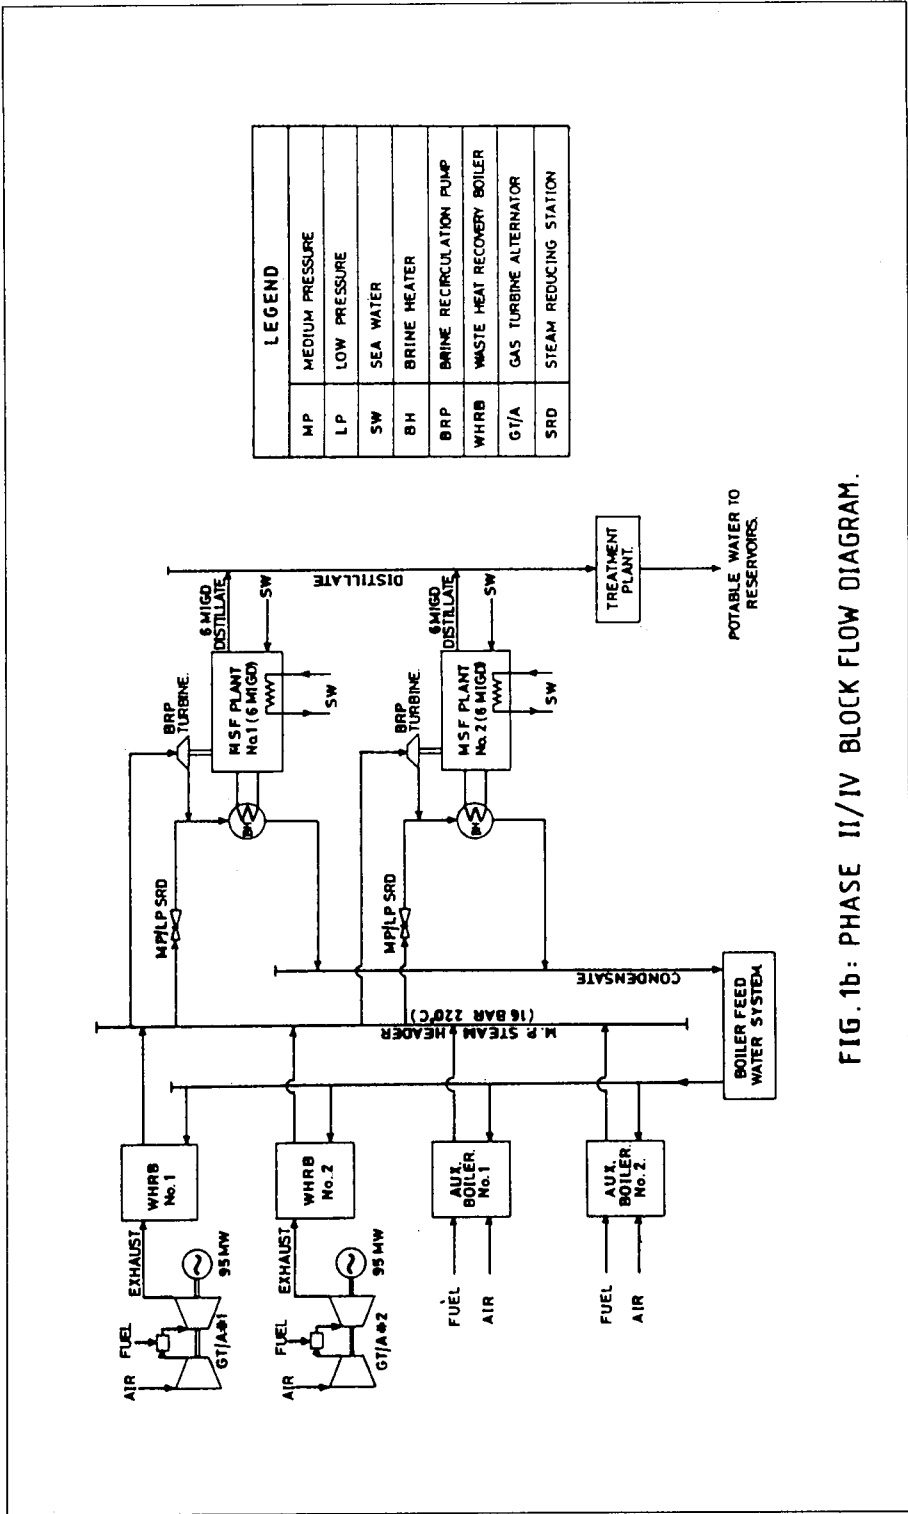 AIR
FUEL
GT/A#1
EXHAUST
95MW
WHRB
No.1
AIR
FUEL
GT/A#2
EXHAUST
95MW
WHRB
No.2
FUEL
AIR
AUX.
BOILER.
No.1
FUEL
AIR
AUX.
BOILER.
No.2.
M.P. STEAM HEADER
(16 BAR 220°C)
CONDENSATE
BOILER FEED
WATER SYSTEM
MP/LP SRD
BH
BRP
TURBINE.
MSF PLANT
No.1 (6 MIGD)
SW
SW
6 MIGD
DISTILLATE
MP/LP SRD
BH
BRP
TURBINE.
MSF PLANT
No.2 (6 MIGD)
SW
SW
6 MIGD
DISTILLATE
DISTILLATE
TREATMENT
PLANT.
POTABLE WATER TO
RESERVOIRS.
LEGEND
MP MEDIUM PRESSURE
LP LOW PRESSURE
SW SEA WATER
BH BRINE HEATER
BRP BRINE RECIRCULATION PUMP
WHRB WASTE HEAT RECOVERY BOILER
GT/A GAS TURBINE ALTERNATOR
SRD STEAM REDUCING STATION
FIG. 1b: PHASE II/IV BLOCK FLOW DIAGRAM.